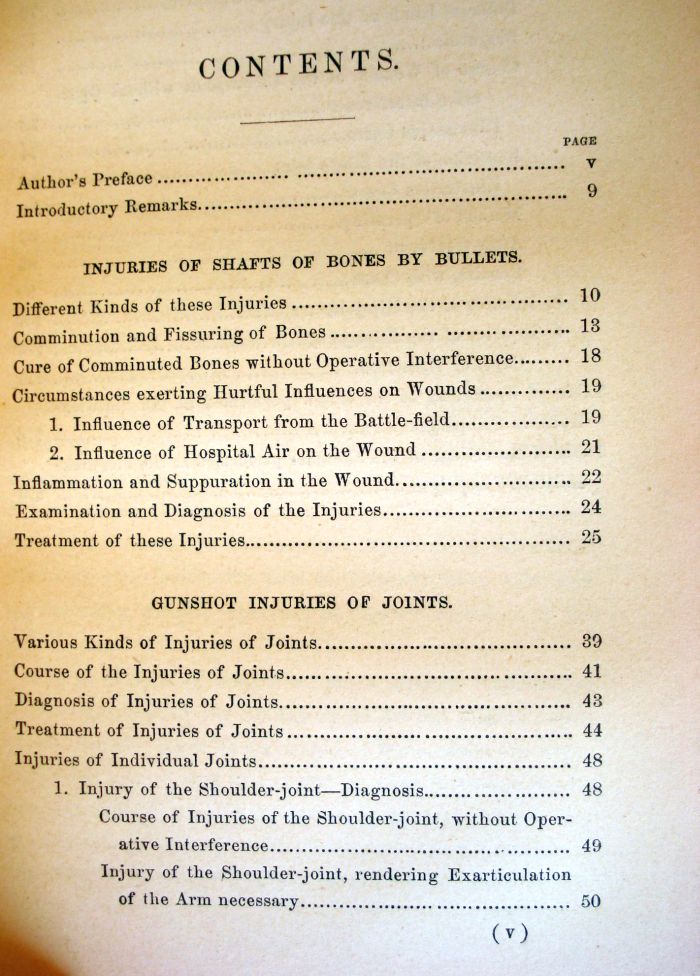 CONTENTS.
PAGE
Author's Preface ........................................................ v
Introductory Remarks........................................................ 9
INJURIES OF SHAFTS OF BONES BY BULLETS.
Different Kinds of these Injuries ........................................ 10
Comminution and Fissuring of Bones ................................... 13
Cure of Comminuted Bones without Operative Interference......... 18
Circumstances exerting Hurtful Influences on Wounds ............. 19
1. Influence of Transport from the Battle-field.................. 19
2. Influence of Hospital Air on the Wound ...................... 21
Inflammation and Suppuration in the Wound.......................... 22
Examination and Diagnosis of the Injuries............................ 24
Treatment of these Injuries................................................ 25
GUNSHOT INJURIES OF JOINTS.
Various Kinds of Injuries of Joints..................................... 39
Course of the Injuries of Joints.......................................... 41
Diagnosis of Injuries of Joints........................................... 43
Treatment of Injuries of Joints .......................................... 44
Injuries of Individual Joints.............................................. 48
1. Injury of the Shoulder-joint—Diagnosis...................... 48
Course of Injuries of the Shoulder-joint, without Oper-
ative Interference........................................... 49
Injury of the Shoulder-joint, rendering Exarticulation
of the Arm necessary....................................... 50
(v)